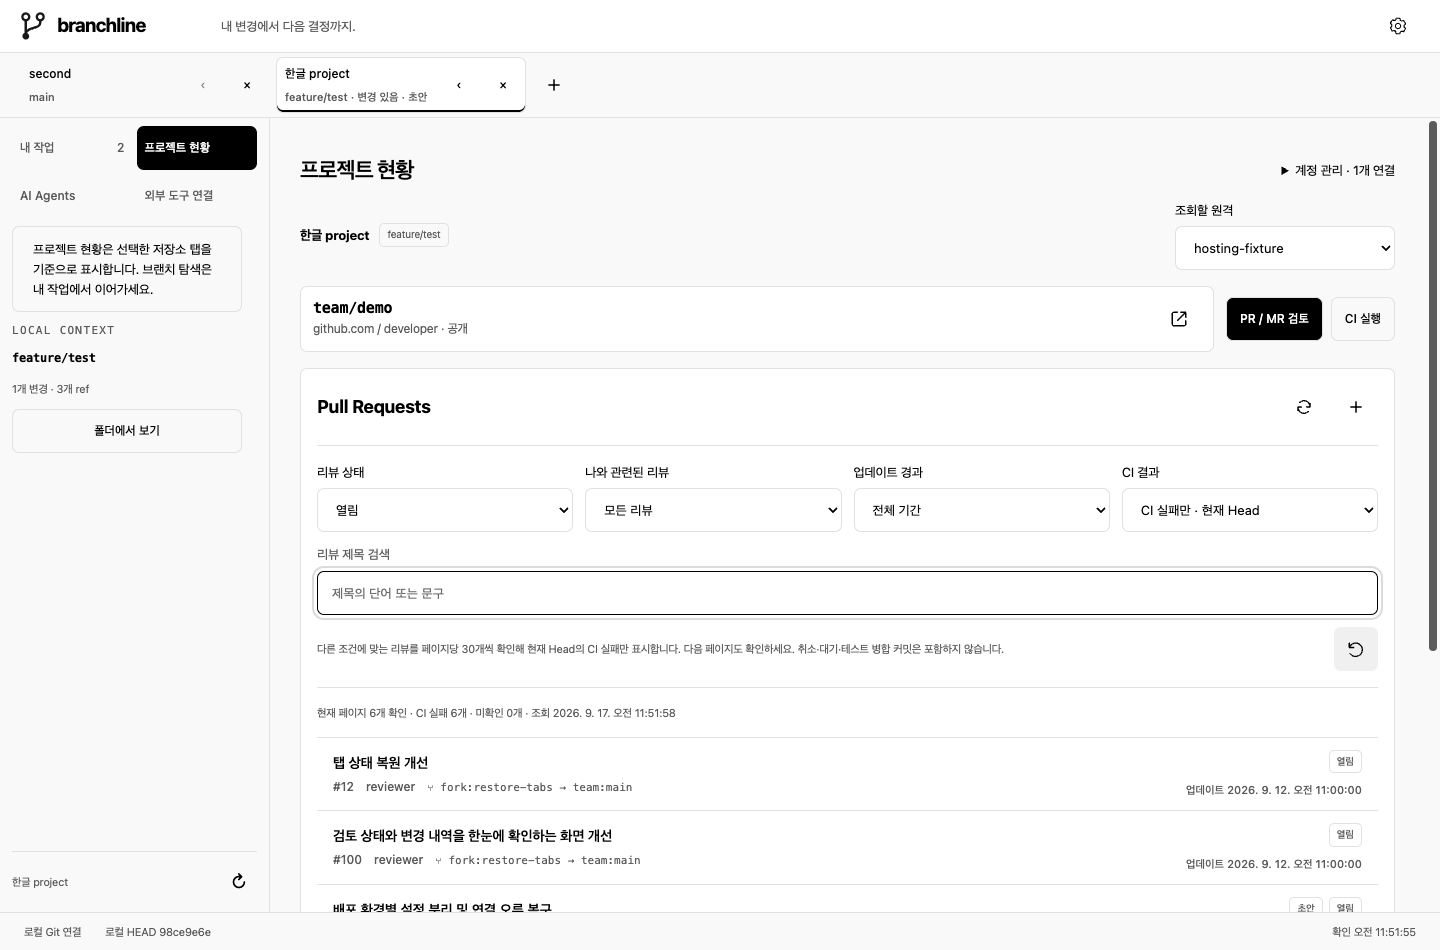 branchline
내 변경에서 다음 결정까지.
second
main
한글 project
feature/test · 변경 있음 · 초안
내 작업 2
프로젝트 현황
AI Agents
외부 도구 연결
프로젝트 현황은 선택한 저장소 탭을
기준으로 표시합니다. 브랜치 탐색은
내 작업에서 이어가세요.
LOCAL CONTEXT
feature/test
1개 변경 · 3개 ref
폴더에서 보기
한글 project
프로젝트 현황
계정 관리 · 1개 연결
한글 project feature/test
조회할 원격
hosting-fixture
team/demo
github.com / developer · 공개
PR / MR 검토
CI 실행
Pull Requests
리뷰 상태
열림
나와 관련된 리뷰
모든 리뷰
업데이트 경과
전체 기간
CI 결과
CI 실패만 · 현재 Head
리뷰 제목 검색
제목의 단어 또는 문구
다른 조건에 맞는 리뷰를 페이지당 30개씩 확인해 현재 Head의 CI 실패만 표시합니다. 다음 페이지도 확인하세요. 취소·대기·테스트 병합 커밋은 포함하지 않습니다.
현재 페이지 6개 확인 · CI 실패 6개 · 미확인 0개 · 조회 2026. 9. 17. 오전 11:51:58
탭 상태 복원 개선
열림
#12 reviewer fork:restore-tabs → team:main
업데이트 2026. 9. 12. 오전 11:00:00
검토 상태와 변경 내역을 한눈에 확인하는 화면 개선
열림
#100 reviewer fork:restore-tabs → team:main
업데이트 2026. 9. 12. 오전 11:00:00
배포 환경별 설정 분리 및 연결 오류 복구
초안 열림
로컬 Git 연결
로컬 HEAD 98ce9e6e
확인 오전 11:51:55